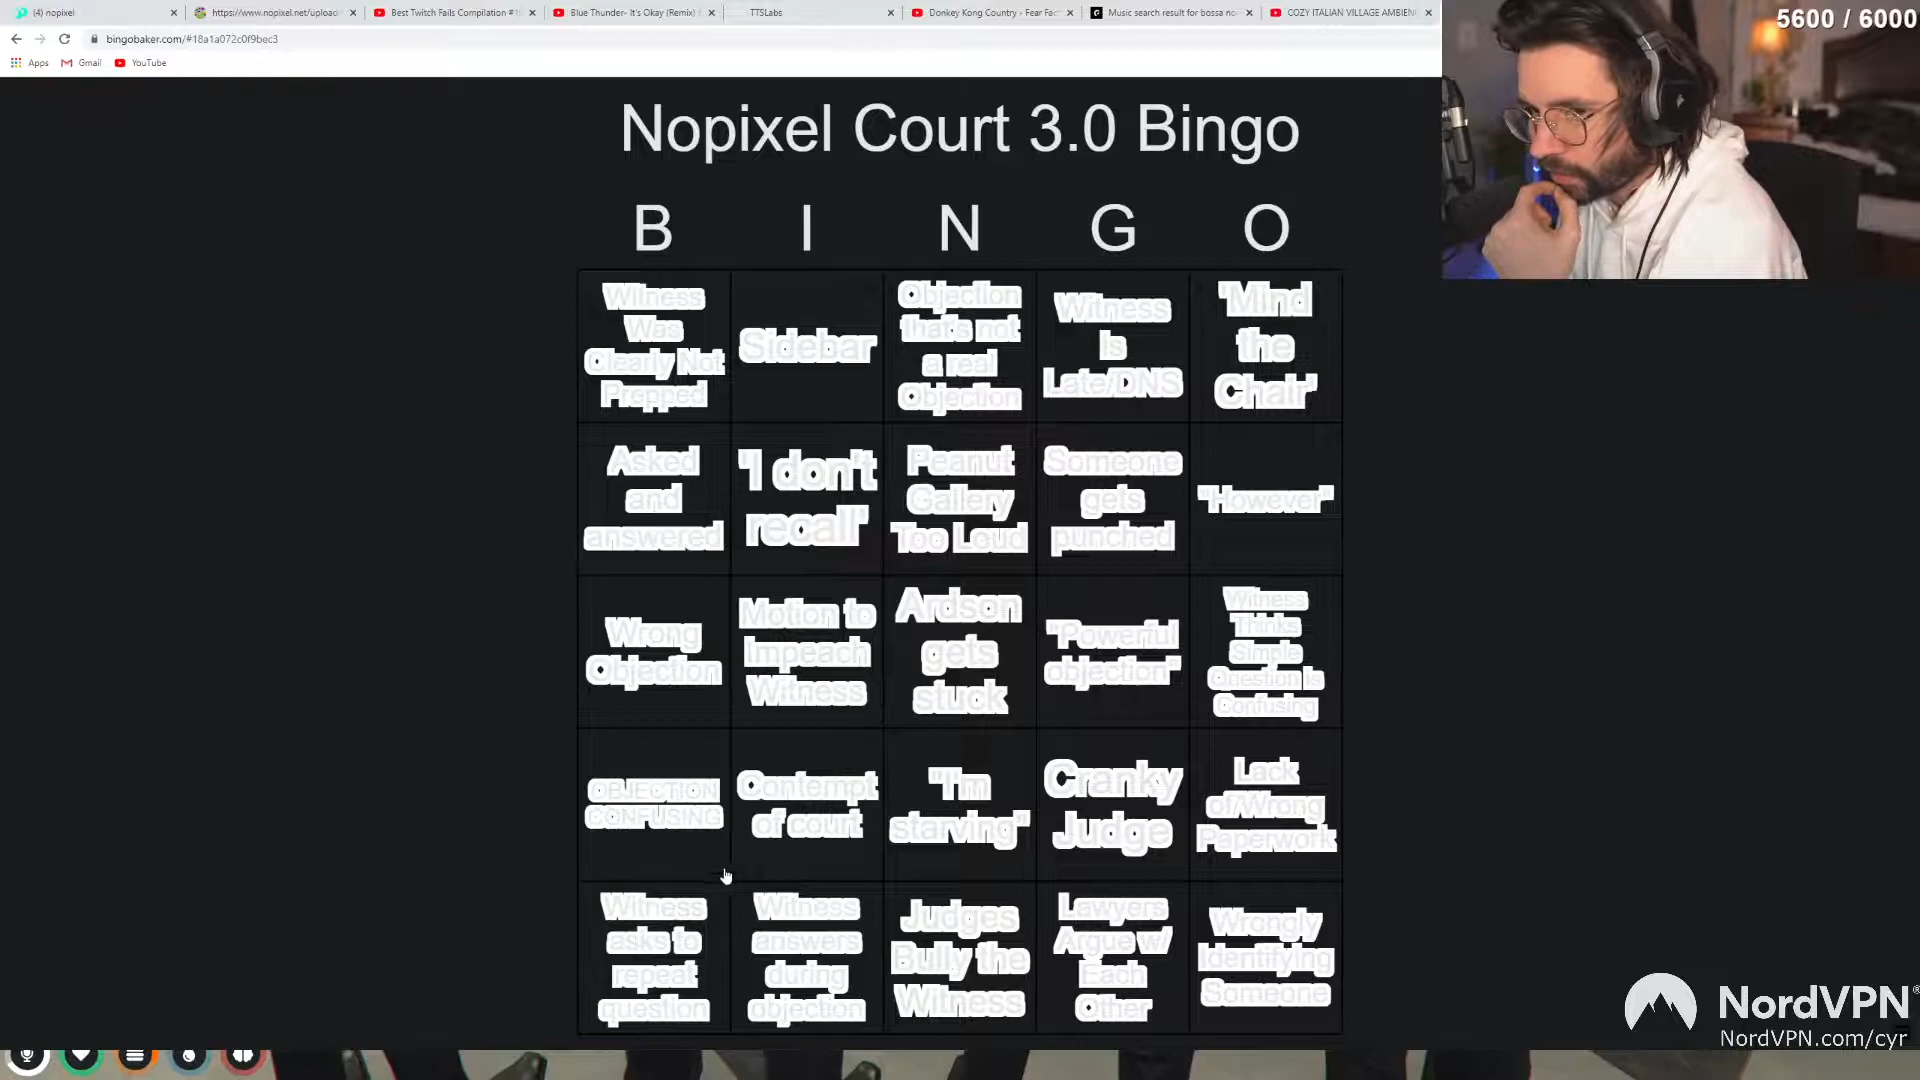 (4) nopixel
https://www.nopixel.net/upload
Best Twitch Fails Compilation #1
Blue Thunder- It's Okay (Remix)
TTSLabs
Donkey Kong Country - Fear Fac
Music search result for bossa no
COZY ITALIAN VILLAGE AMBIEN
5600 / 6000
bingobaker.com/#18a1a072c0f9bec3
Apps
Gmail
YouTube
Nopixel Court 3.0 Bingo
B I N G O
Witness
Was
Clearly Not
Prepped
Sidebar
Objection
that's not
a real
Objection
Witness
Is
Late/DNS
'Mind
the
Chair'
Asked
and
answered
'I don't
recall'
Peanut
Gallery
Too Loud
Someone
gets
punched
"However"
Wrong
Objection
Motion to
Impeach
Witness
Ardson
gets
stuck
"Powerful
objection"
Witness
Thinks
Simple
Question is
Confusing
OBJECTION
CONFUSING
Contempt
of court
"I'm
starving"
Cranky
Judge
Lack
of/Wrong
Paperwork
Witness
asks to
repeat
question
Witness
answers
during
objection
Judges
Bully the
Witness
Lawyers
Argue w/
Each
Other
Wrongly
Identifying
Someone
NordVPN®
NordVPN.com/cyr